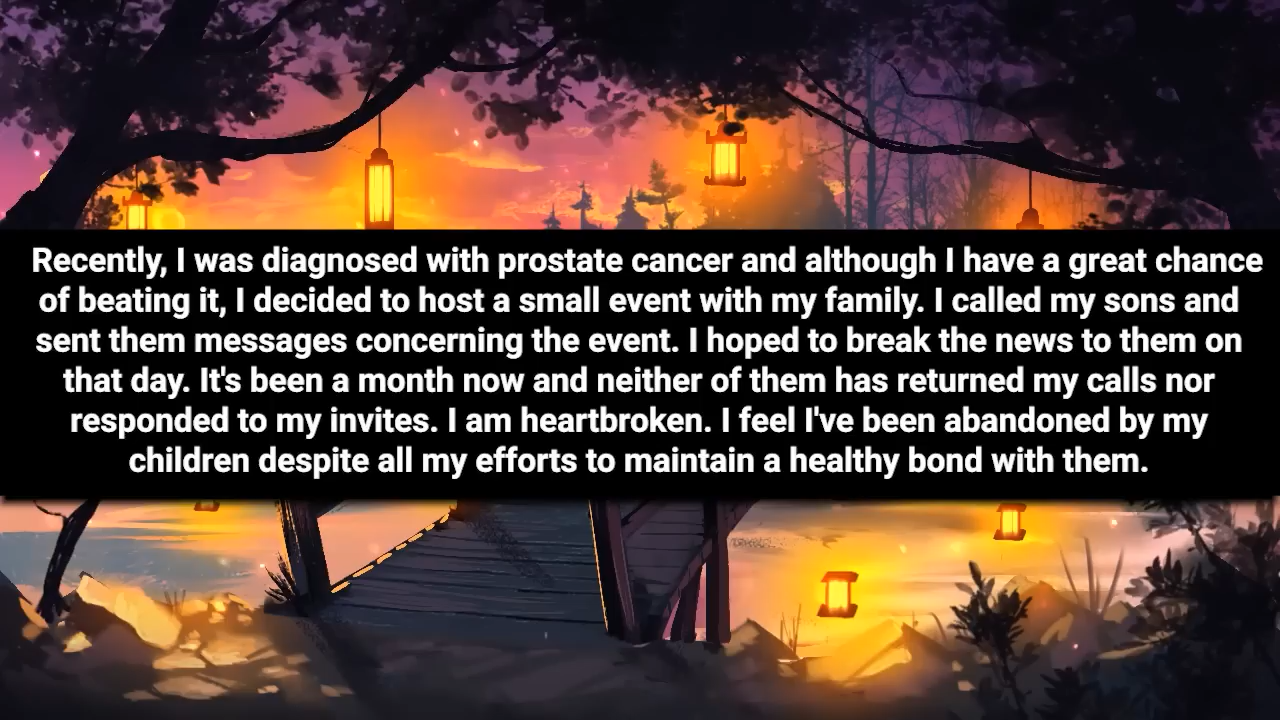 Recently, I was diagnosed with prostate cancer and although I have a great chance
of beating it, I decided to host a small event with my family. I called my sons and
sent them messages concerning the event. I hoped to break the news to them on
that day. It's been a month now and neither of them has returned my calls nor
responded to my invites. I am heartbroken. I feel I've been abandoned by my
children despite all my efforts to maintain a healthy bond with them.